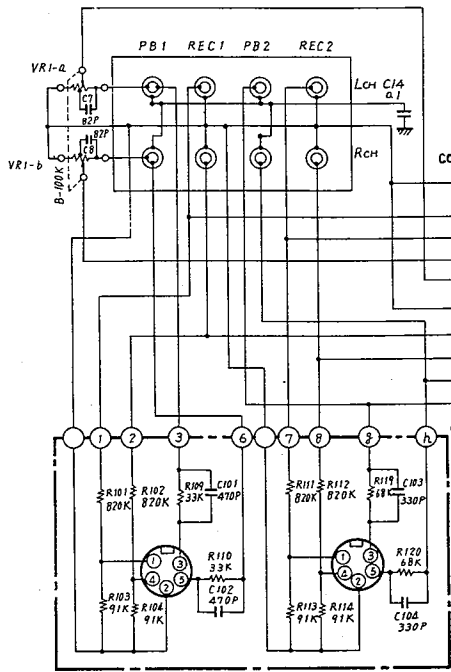 PB1 REC1 PB2 REC2
VR1-a
C7
82P
LCH C14
0.1
82P
C8
RCH
VR1-b
B-100K
CO
1 2 3 6 7 8 g h
R101
820K
R102
820K
R109
33K
C101
470P
R111
820K
R112
820K
R119
68K
C103
330P
1 3
4 5
2
R110
33K
C102
470P
1 3
4 5
2
R120
68K
C104
330P
R103
91K
R104
91K
R113
91K
R114
91K